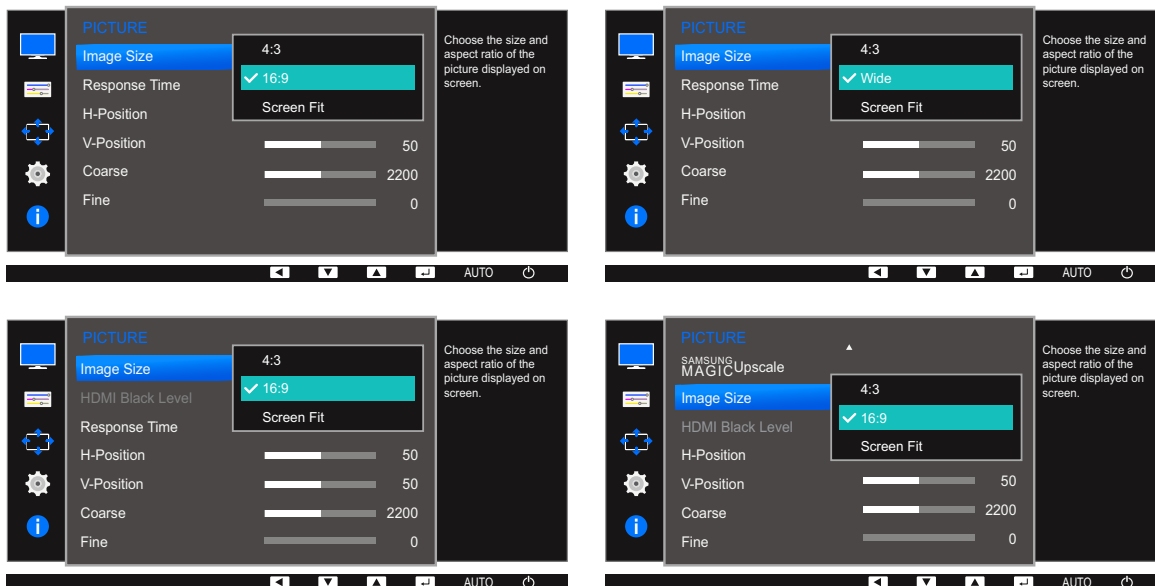 PICTURE
Image Size
4:3
Response Time
16:9
H-Position
Screen Fit
V-Position
50
Coarse
2200
Fine
0
Choose the size and
aspect ratio of the
picture displayed on
screen.
AUTO
PICTURE
Image Size
4:3
Response Time
Wide
H-Position
Screen Fit
V-Position
50
Coarse
2200
Fine
0
Choose the size and
aspect ratio of the
picture displayed on
screen.
AUTO
PICTURE
Image Size
4:3
HDMI Black Level
16:9
Response Time
Screen Fit
H-Position
50
V-Position
50
Coarse
2200
Fine
0
Choose the size and
aspect ratio of the
picture displayed on
screen.
AUTO
PICTURE
SAMSUNG
MAGICUpscale
Image Size
4:3
HDMI Black Level
16:9
H-Position
Screen Fit
V-Position
50
Coarse
2200
Fine
0
Choose the size and
aspect ratio of the
picture displayed on
screen.
AUTO